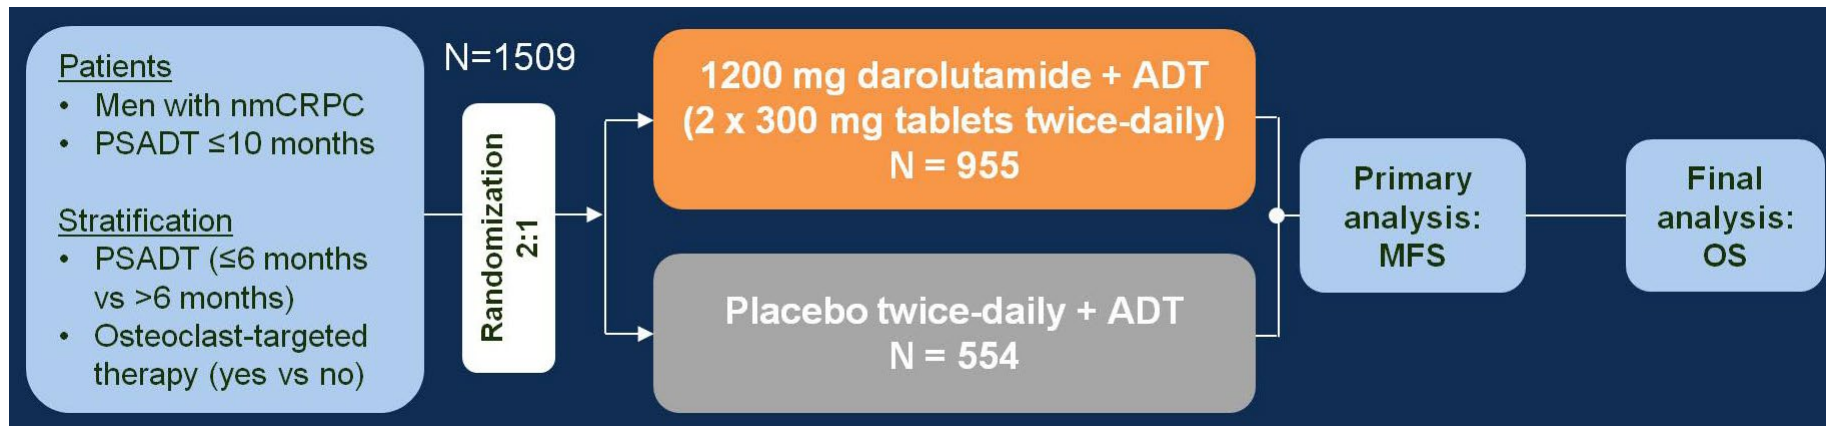 Patients
• Men with nmCRPC
• PSADT ≤10 months
Stratification
• PSADT (≤6 months
vs >6 months)
• Osteoclast-targeted
therapy (yes vs no)
N=1509
Randomization
2:1
1200 mg darolutamide + ADT
(2 x 300 mg tablets twice-daily)
N = 955
Placebo twice-daily + ADT
N = 554
Primary
analysis:
MFS
Final
analysis:
OS